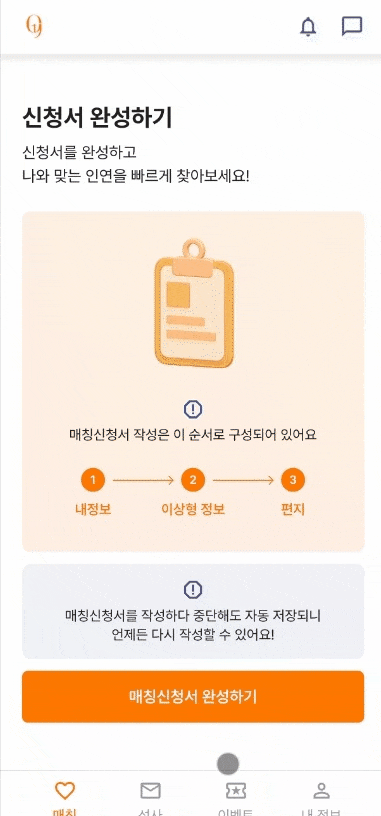 신청서 완성하기
신청서를 완성하고
나와 맞는 인연을 빠르게 찾아보세요!
매칭신청서 작성은 이 순서로 구성되어 있어요
1 2 3
내정보 이상형 정보 편지
매칭신청서를 작성하다 중단해도 자동 저장되니
언제든 다시 작성할 수 있어요!
매칭신청서 완성하기
매칭 이벤트 내 정보